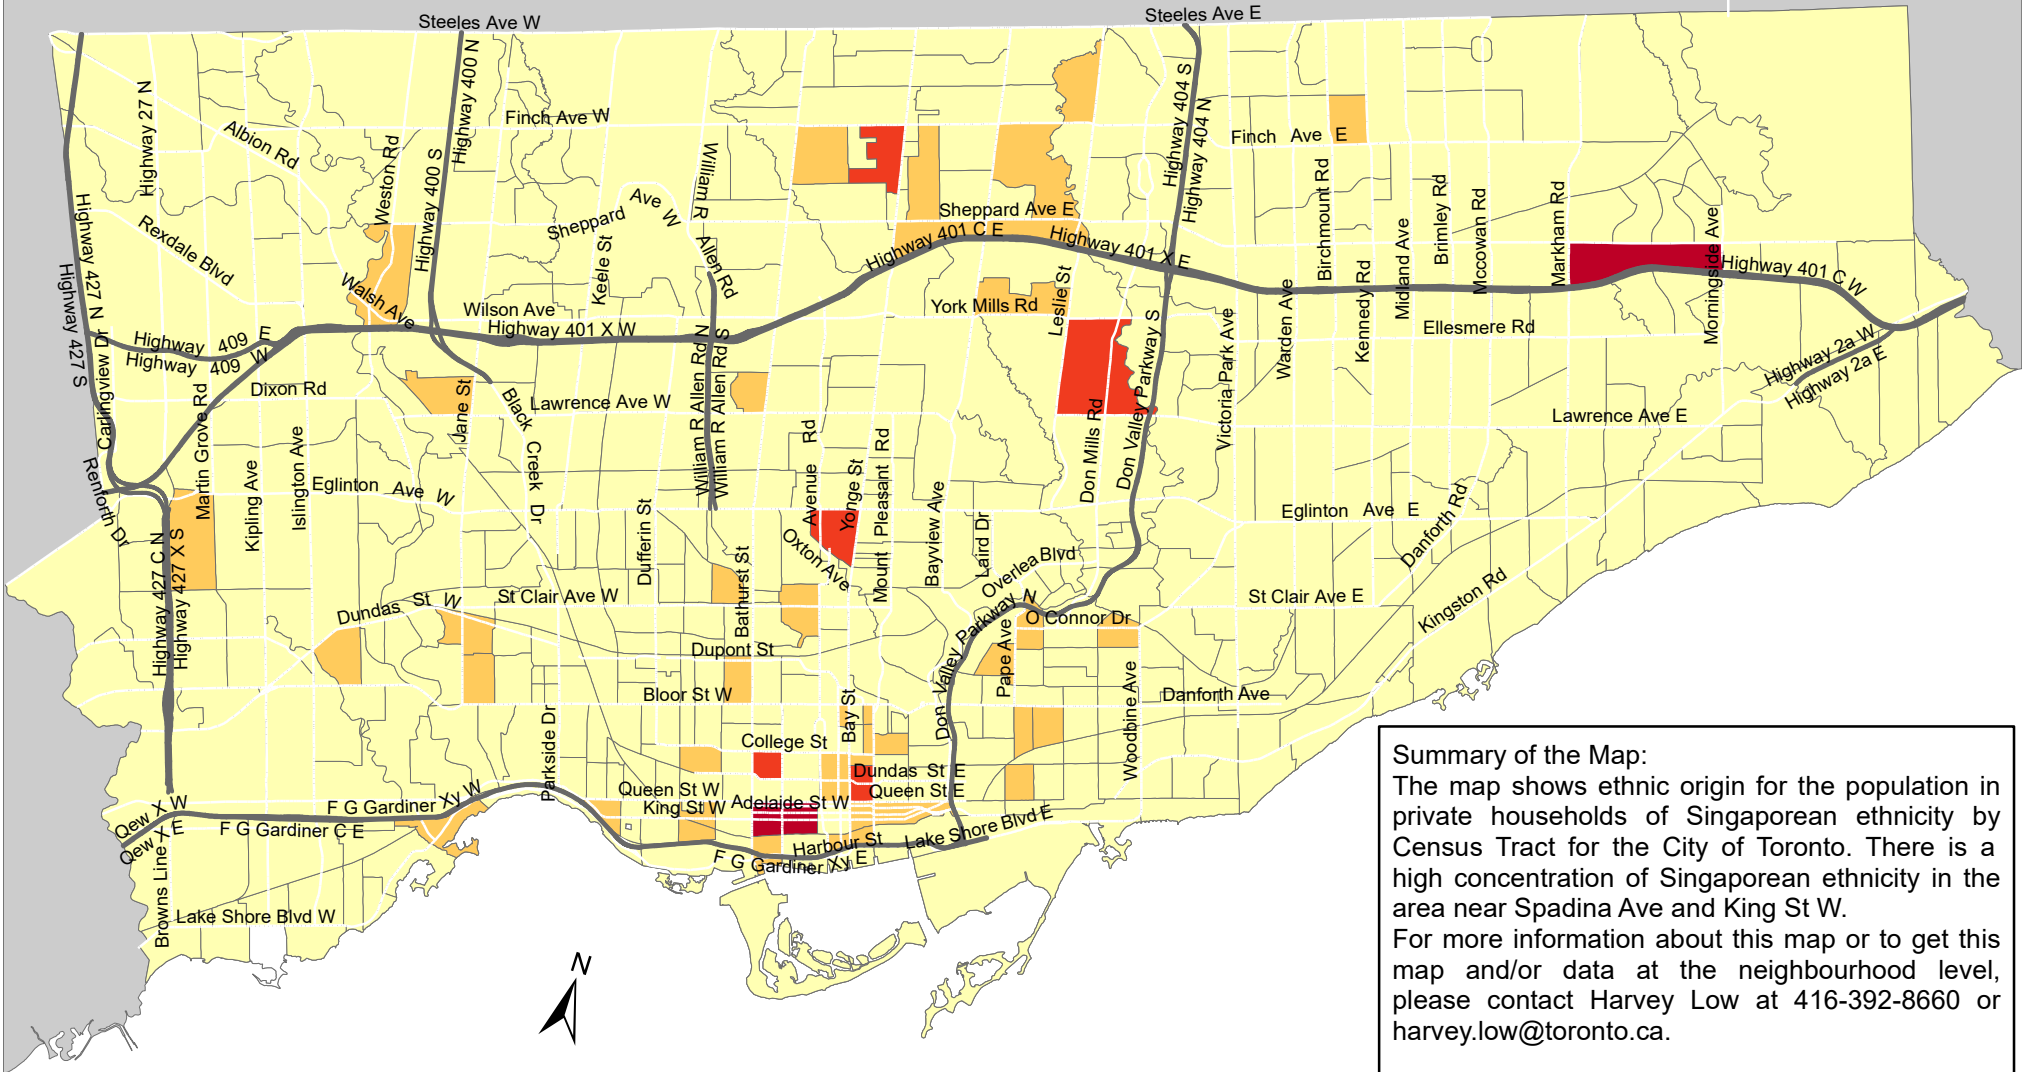 Steeles Ave W
Steeles Ave E
Highway 27 N
Albion Rd
Weston Rd
Highway 400 N
Highway 400 S
Finch Ave W
William R Allen Rd
Highway 404 S
Highway 404 N
Finch Ave E
Highway 427 N
Highway 427 S
Rexdale Blvd
Walsh Ave
Sheppard Ave W
Keele St
Sheppard Ave E
Highway 401 C E
Highway 401 X E
Birchmount Rd
Midland Ave
Brimley Rd
Mccowan Rd
Markham Rd
Morningside Ave
Highway 401 C W
Wilson Ave
Highway 401 X W
York Mills Rd
Leslie St
Kennedy Rd
Warden Ave
Victoria Park Ave
Ellesmere Rd
Highway 2a W
Highway 2a E
Highway 409 E
Highway 409 W
Carlingview Dr
Dixon Rd
Martin Grove Rd
Jane St
Black Creek Dr
Lawrence Ave W
William R Allen Rd N
William R Allen Rd S
Don Valley Parkway S
Don Mills Rd
Lawrence Ave E
Renforth Dr
Kipling Ave
Islington Ave
Eglinton Ave W
Dufferin St
Avenue Rd
Yonge St
Mount Pleasant Rd
Bayview Ave
Laird Dr
Oxton Ave
Overlea Blvd
Eglinton Ave E
Danforth Rd
Kingston Rd
Highway 427 C N
Highway 427 X S
Dundas St W
St Clair Ave W
Bathurst St
Dupont St
Bloor St W
Don Valley Parkway N
O Connor Dr
Pape Ave
St Clair Ave E
Woodbine Ave
Danforth Ave
Parkside Dr
Bay St
College St
Dundas St E
Queen St E
Queen St W
King St W
Adelaide St W
Harbour St
Lake Shore Blvd E
F G Gardiner Xy E
Qew X W
Qew X E
F G Gardiner Xy W
F G Gardiner C E
Browns Line
Lake Shore Blvd W
N
Summary of the Map:
The map shows ethnic origin for the population in
private households of Singaporean ethnicity by
Census Tract for the City of Toronto. There is a
high concentration of Singaporean ethnicity in the
area near Spadina Ave and King St W.
For more information about this map or to get this
map and/or data at the neighbourhood level,
please contact Harvey Low at 416-392-8660 or
harvey.low@toronto.ca.